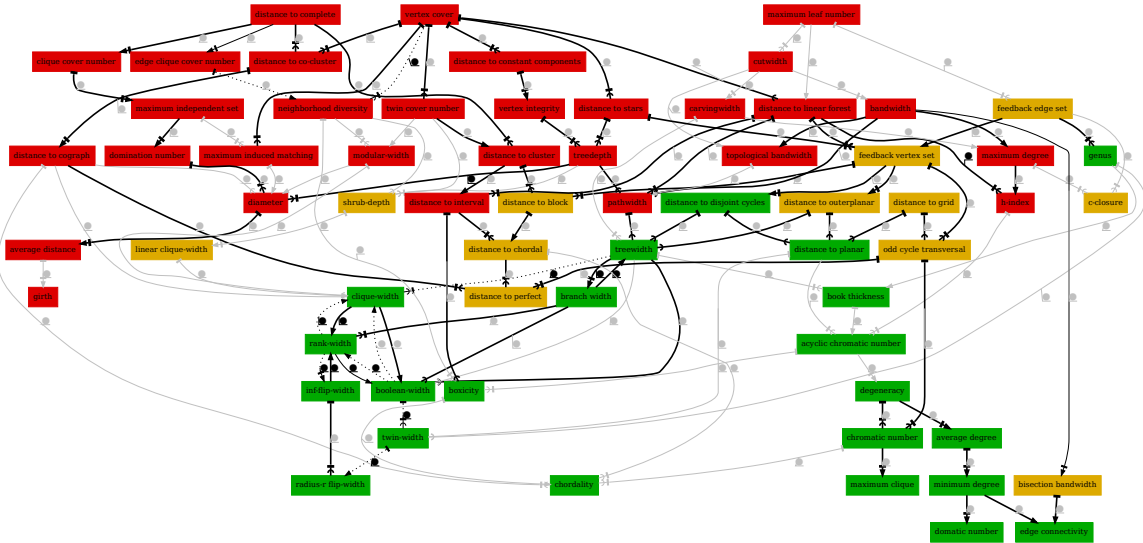 distance to complete
vertex cover
maximum leaf number
clique cover number
edge clique cover number
distance to co-cluster
distance to constant components
cutwidth
maximum independent set
neighborhood diversity
twin cover number
vertex integrity
distance to stars
carvingwidth
distance to linear forest
bandwidth
feedback edge set
distance to cograph
domination number
maximum induced matching
modular-width
distance to cluster
treedepth
topological bandwidth
feedback vertex set
maximum degree
genus
diameter
shrub-depth
distance to interval
distance to block
pathwidth
distance to disjoint cycles
distance to outerplanar
distance to grid
h-index
c-closure
average distance
linear clique-width
distance to chordal
treewidth
distance to planar
odd cycle transversal
girth
clique-width
distance to perfect
branch width
book thickness
rank-width
acyclic chromatic number
inf-flip-width
boolean-width
boxicity
degeneracy
twin-width
chromatic number
average degree
radius-r flip-width
chordality
maximum clique
minimum degree
bisection bandwidth
domatic number
edge connectivity